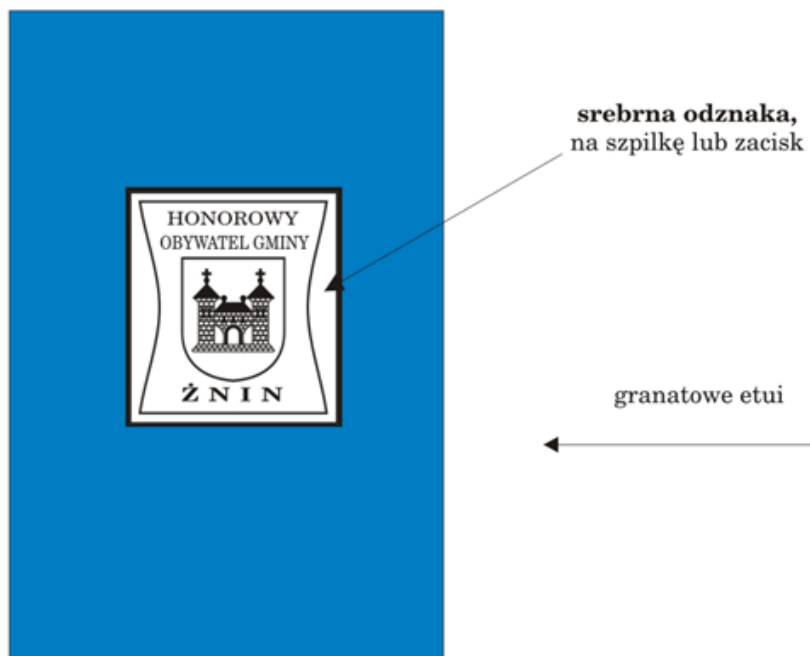 srebrna odznaka,
na szpilkę lub zacisk
HONOROWY
OBYWATEL GMINY
ŻNIN
granatowe etui